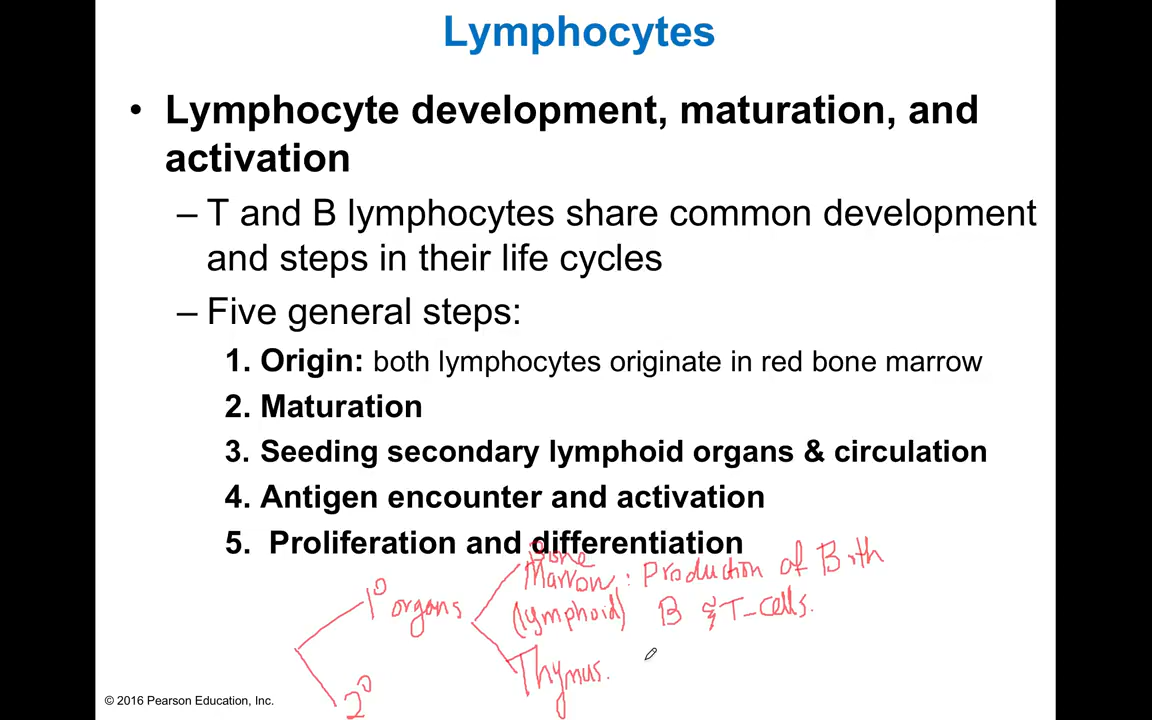 Lymphocytes
• Lymphocyte development, maturation, and
activation
– T and B lymphocytes share common development
and steps in their life cycles
– Five general steps:
1. Origin: both lymphocytes originate in red bone marrow
2. Maturation
3. Seeding secondary lymphoid organs & circulation
4. Antigen encounter and activation
5. Proliferation and differentiation
Bone
Marrow : Production of Both
1° organs (lymphoid) B & T-cells.
Thymus.
2°
© 2016 Pearson Education, Inc.